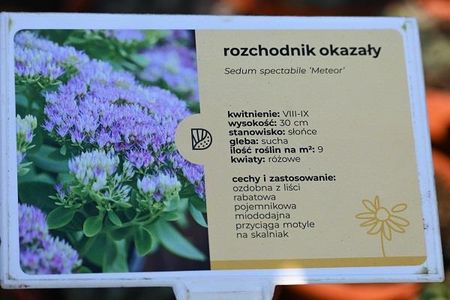 rozchodnik okazały
Sedum spectabile 'Meteor'
kwitnienie: VIII-IX
wysokość: 30 cm
stanowisko: słońce
gleba: sucha
ilość roślin na m²: 9
kwiaty: różowe
cechy i zastosowanie:
ozdobna z liści
rabatowa
pojemnikowa
miododajna
przyciąga motyle
na skalniak